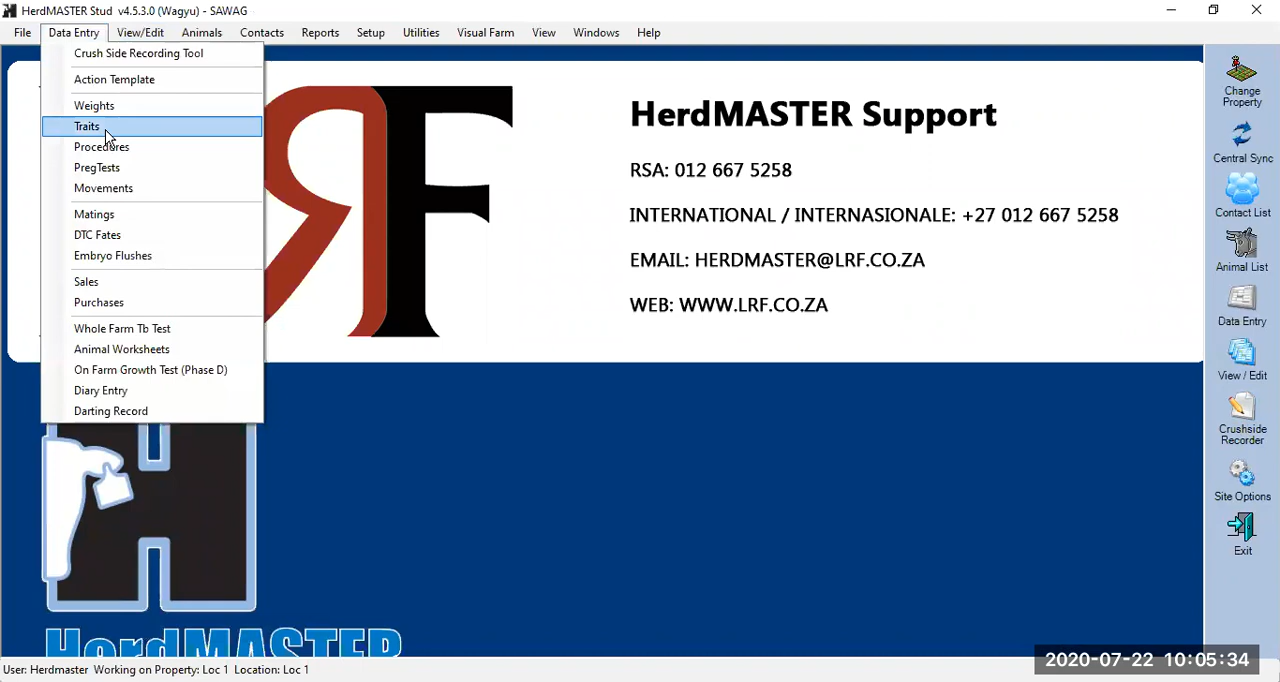 HerdMASTER Stud v4.5.3.0 (Wagyu) - SAWAG
File Data Entry View/Edit Animals Contacts Reports Setup Utilities Visual Farm View Windows Help
Crush Side Recording Tool
Action Template
Weights
Traits
Procedures
PregTests
Movements
Matings
DTC Fates
Embryo Flushes
Sales
Purchases
Whole Farm Tb Test
Animal Worksheets
On Farm Growth Test (Phase D)
Diary Entry
Darting Record
RF
HerdMASTER Support
RSA: 012 667 5258
INTERNATIONAL / INTERNASIONALE: +27 012 667 5258
EMAIL: HERDMASTER@LRF.CO.ZA
WEB: WWW.LRF.CO.ZA
Change
Property
Central Sync
Contact List
Animal List
Data Entry
View / Edit
Crushside
Recorder
Site Options
Exit
H
HerdMASTER
User: Herdmaster Working on Property: Loc 1 Location: Loc 1
2020-07-22 10:05:34